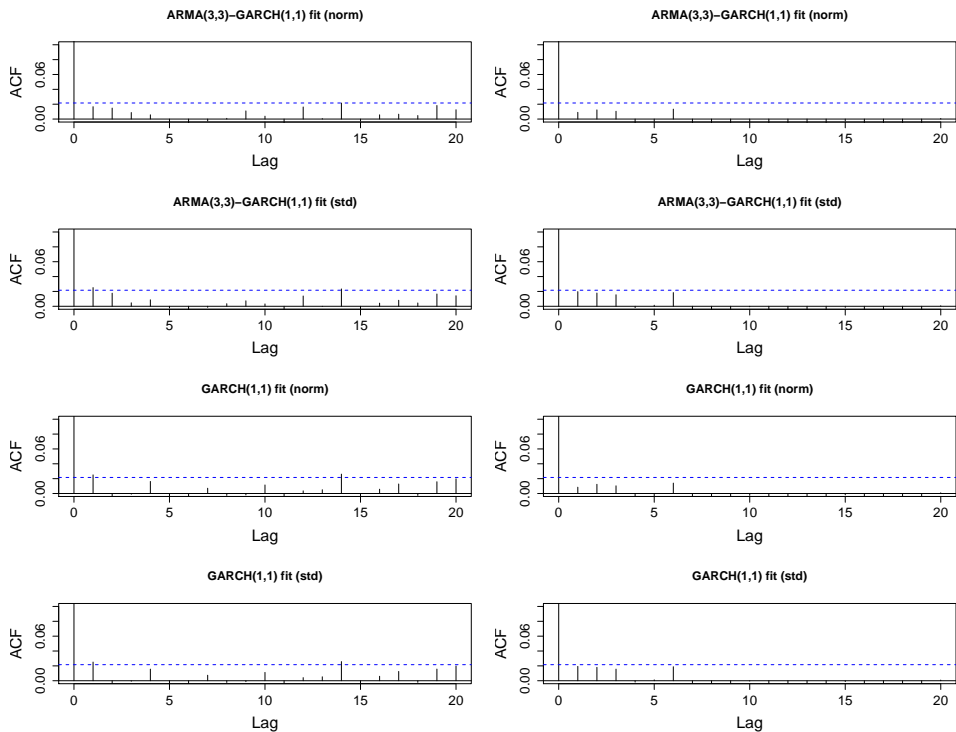 ARMA(3,3)−GARCH(1,1) fit (norm)
ACF
0.00 0.06
0 5 10 15 20
Lag
ARMA(3,3)−GARCH(1,1) fit (norm)
ACF
0.00 0.06
0 5 10 15 20
Lag
ARMA(3,3)−GARCH(1,1) fit (std)
ACF
0.00 0.06
0 5 10 15 20
Lag
ARMA(3,3)−GARCH(1,1) fit (std)
ACF
0.00 0.06
0 5 10 15 20
Lag
GARCH(1,1) fit (norm)
ACF
0.00 0.06
0 5 10 15 20
Lag
GARCH(1,1) fit (norm)
ACF
0.00 0.06
0 5 10 15 20
Lag
GARCH(1,1) fit (std)
ACF
0.00 0.06
0 5 10 15 20
Lag
GARCH(1,1) fit (std)
ACF
0.00 0.06
0 5 10 15 20
Lag